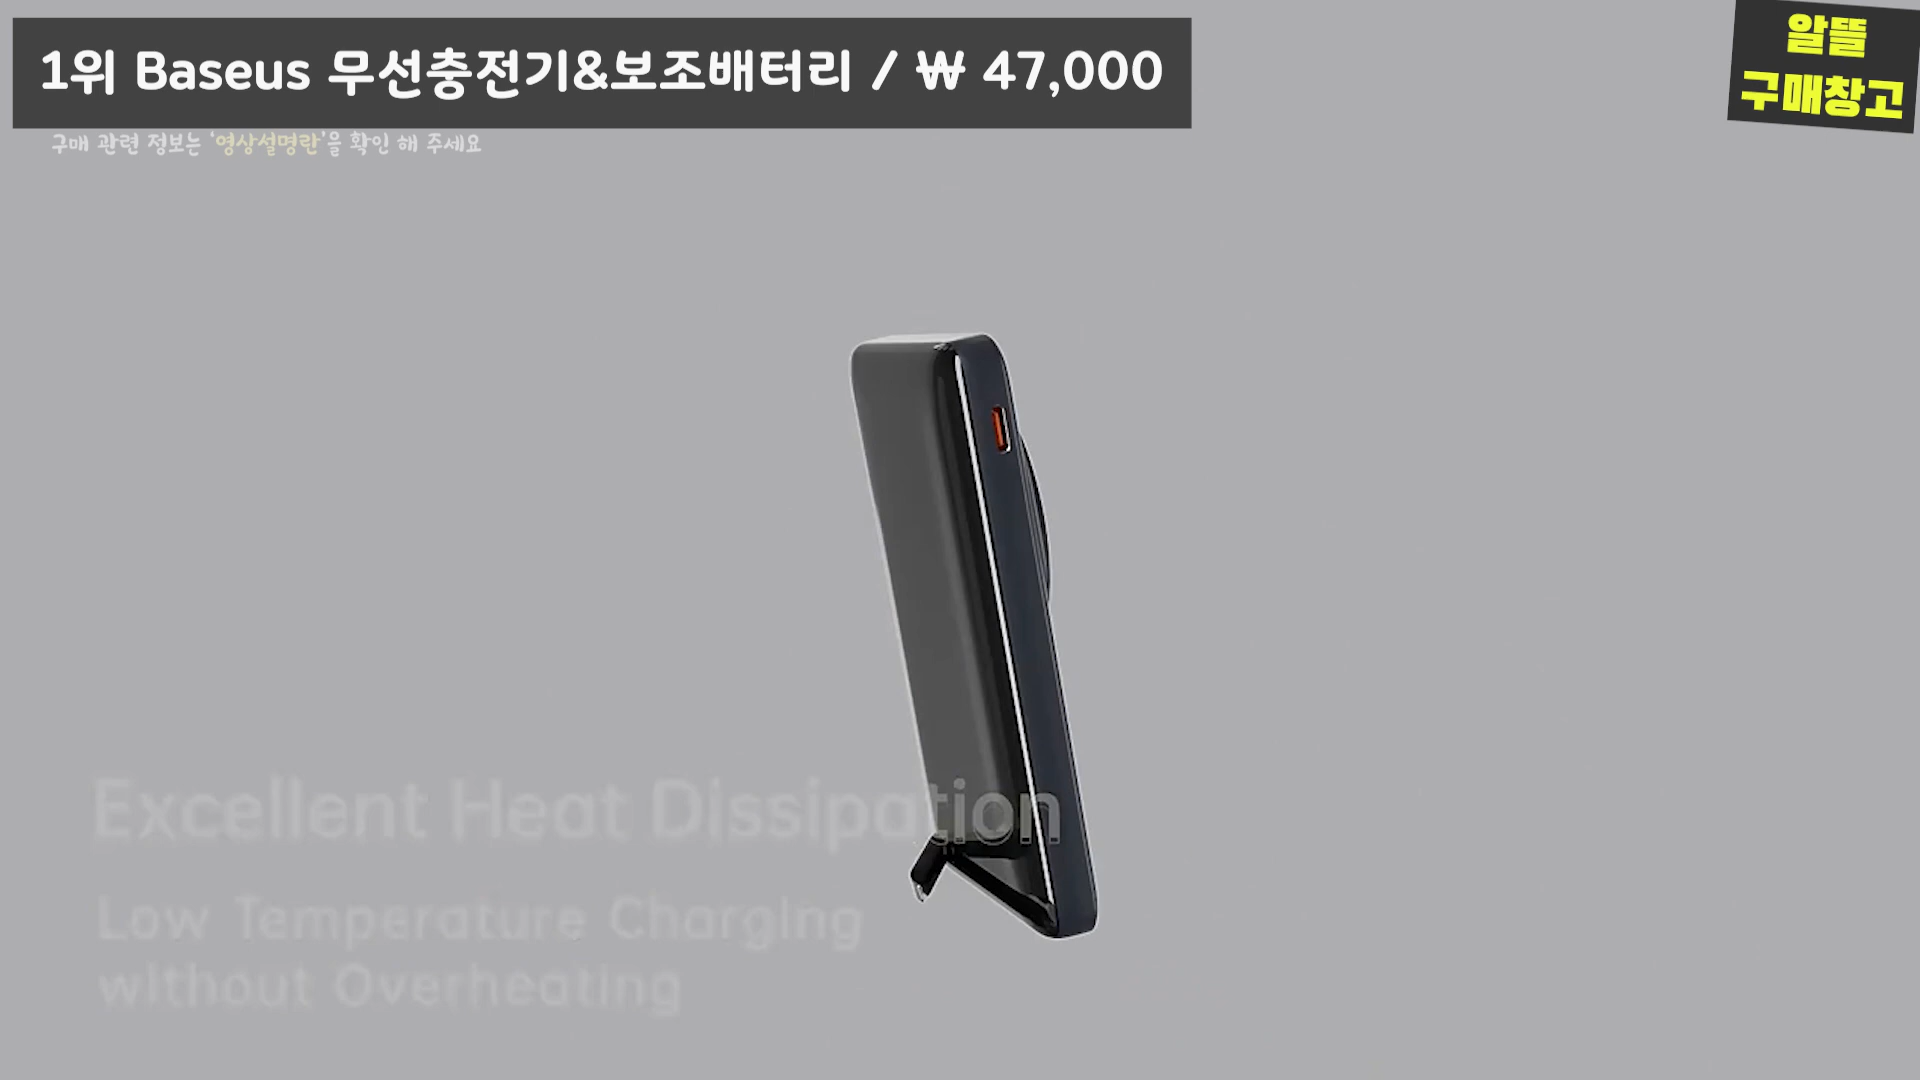 1위 Baseus 무선충전기&보조배터리 / ₩ 47,000
알뜰
구매창고
구매 관련 정보는 '영상설명란'을 확인 해 주세요
Excellent Heat Dissipation
Low Temperature Charging
without Overheating